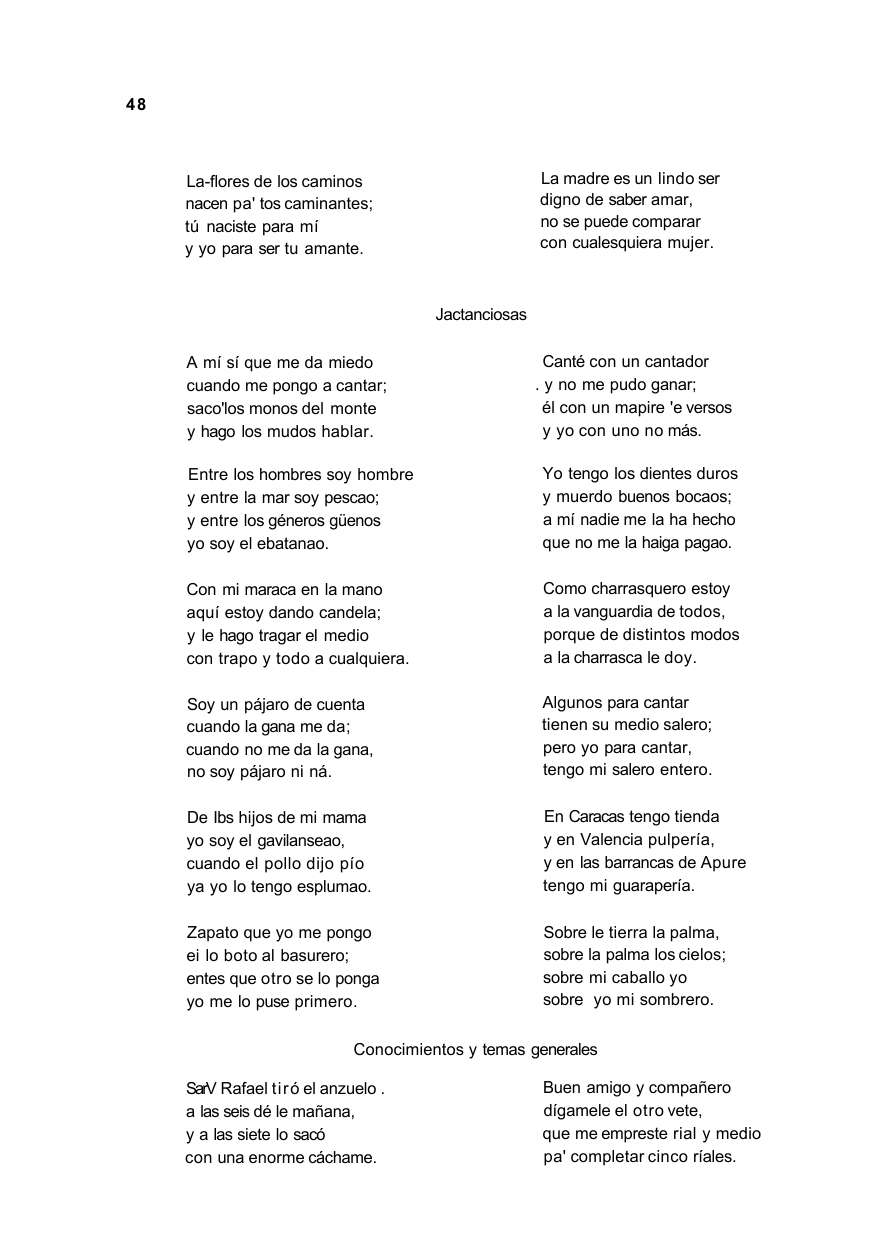 48
La-flores de los caminos
nacen pa' tos caminantes;
tú naciste para mí
y yo para ser tu amante.
La madre es un lindo ser
digno de saber amar,
no se puede comparar
con cualesquiera mujer.
Jactanciosas
A mí sí que me da miedo
cuando me pongo a cantar;
saco'los monos del monte
y hago los mudos hablar.
Entre los hombres soy hombre
y entre la mar soy pescao;
y entre los géneros güenos
yo soy el ebatanao.
Con mi maraca en la mano
aquí estoy dando candela;
y le hago tragar el medio
con trapo y todo a cualquiera.
Soy un pájaro de cuenta
cuando la gana me da;
cuando no me da la gana,
no soy pájaro ni ná.
De Ibs hijos de mi mama
yo soy el gavilanseao,
cuando el pollo dijo pío
ya yo lo tengo esplumao.
Zapato que yo me pongo
ei lo boto al basurero;
entes que otro se lo ponga
yo me lo puse primero.
Canté con un cantador
. y no me pudo ganar;
él con un mapire 'e versos
y yo con uno no más.
Yo tengo los dientes duros
y muerdo buenos bocaos;
a mí nadie me la ha hecho
que no me la haiga pagao.
Como charrasquero estoy
a la vanguardia de todos,
porque de distintos modos
a la charrasca le doy.
Algunos para cantar
tienen su medio salero;
pero yo para cantar,
tengo mi salero entero.
En Caracas tengo tienda
y en Valencia pulpería,
y en las barrancas de Apure
tengo mi guarapería.
Sobre le tierra la palma,
sobre la palma los cielos;
sobre mi caballo yo
sobre yo mi sombrero.
Conocimientos y temas generales
SarV Rafael tiró el anzuelo .
a las seis dé le mañana,
y a las siete lo sacó
con una enorme cáchame.
Buen amigo y compañero
dígamele el otro vete,
que me empreste rial y medio
pa' completar cinco ríales.